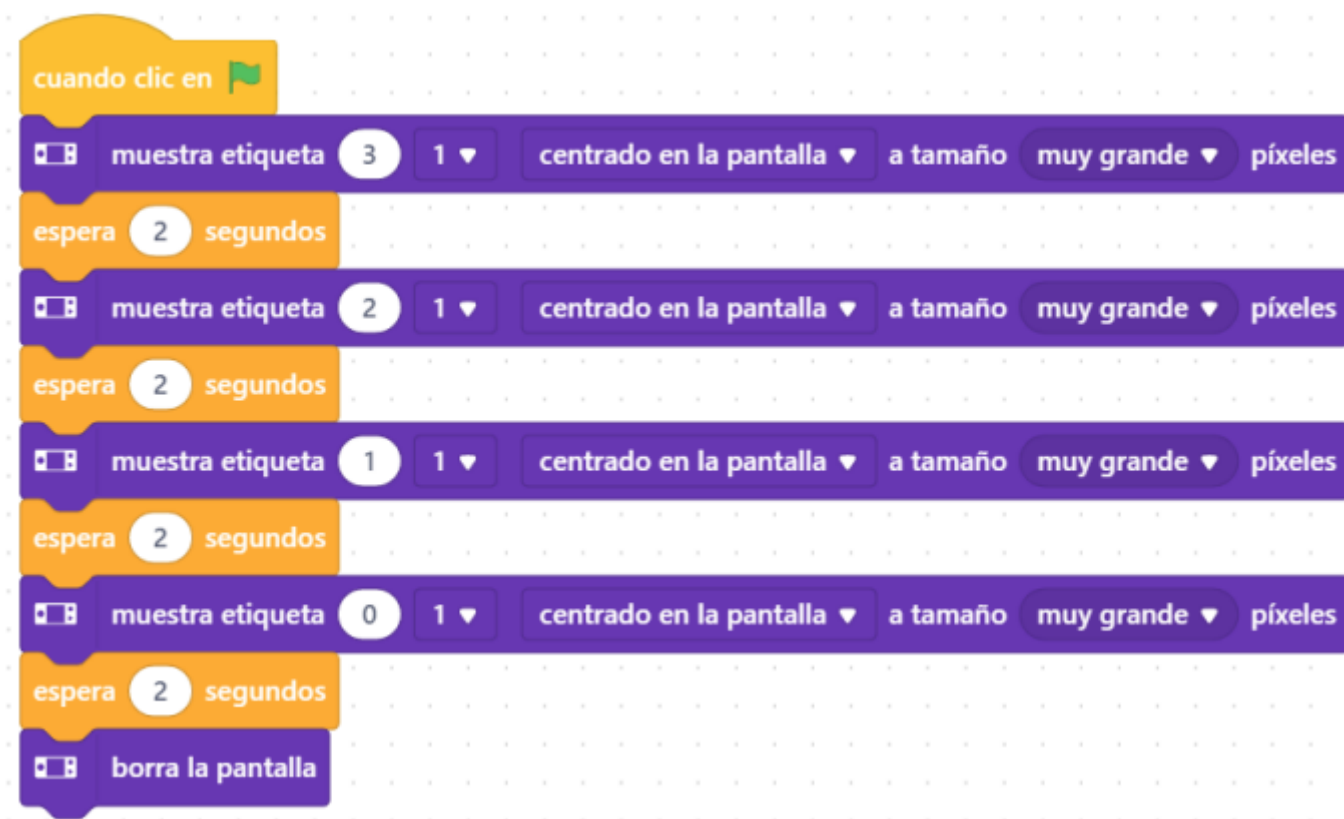 cuando clic en
muestra etiqueta 3 1 centrado en la pantalla a tamaño muy grande píxeles
espera 2 segundos
muestra etiqueta 2 1 centrado en la pantalla a tamaño muy grande píxeles
espera 2 segundos
muestra etiqueta 1 1 centrado en la pantalla a tamaño muy grande píxeles
espera 2 segundos
muestra etiqueta 0 1 centrado en la pantalla a tamaño muy grande píxeles
espera 2 segundos
borra la pantalla